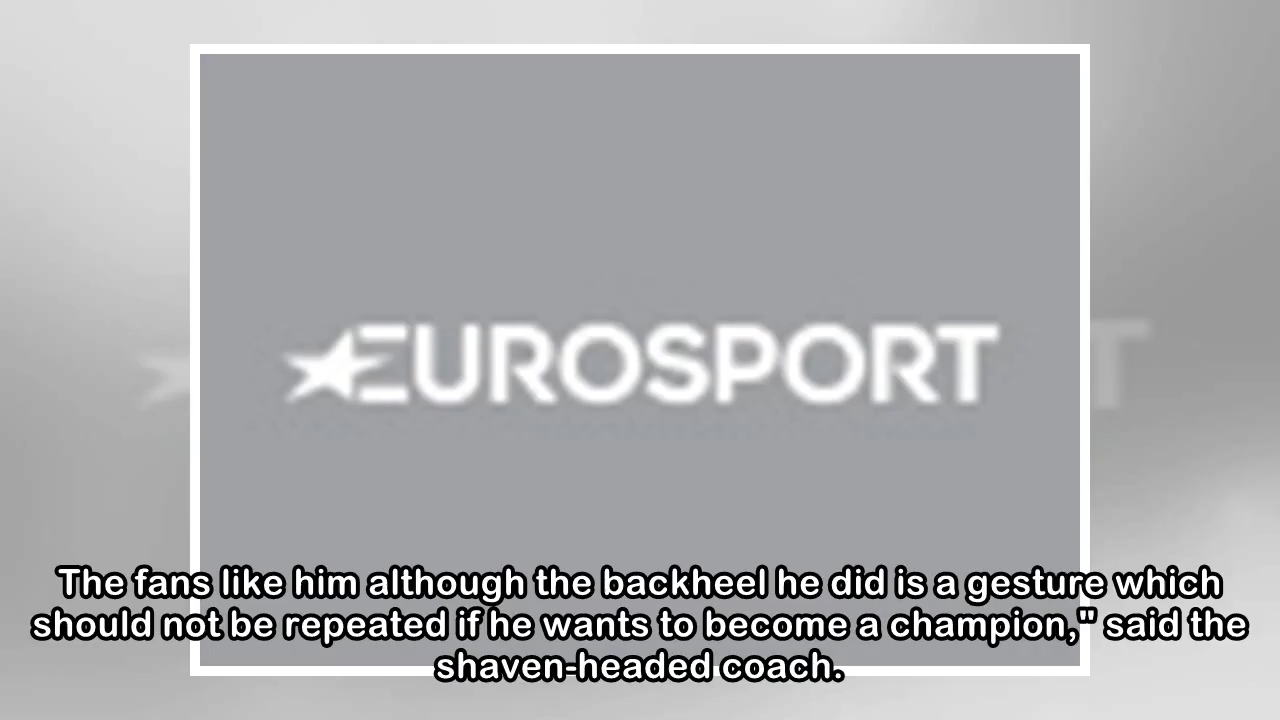 EUROSPORT
The fans like him although the backheel he did is a gesture which
should not be repeated if he wants to become a champion," said the
shaven-headed coach.